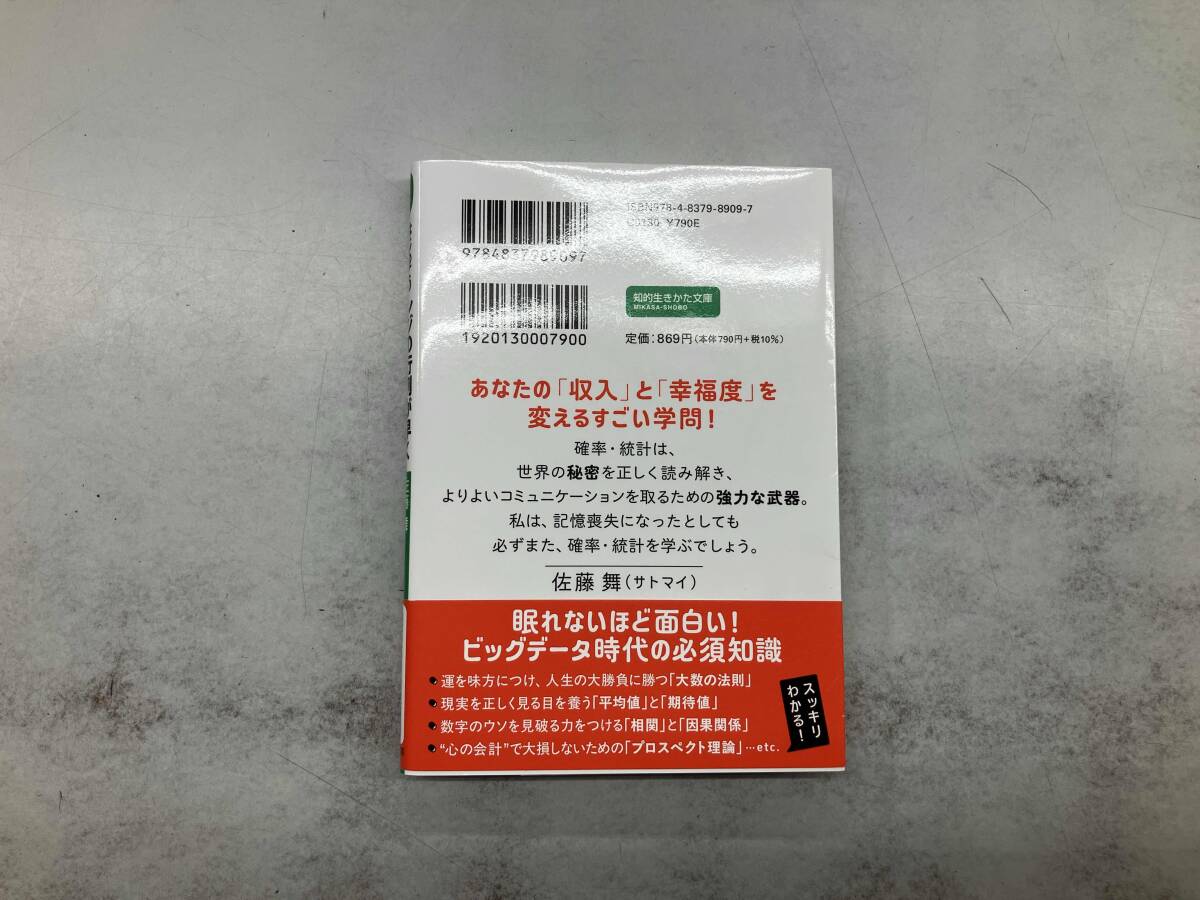 ISBN978-4-8379-8909-7
C0130 ¥790E
9784837989097
1920130007900
知的生きかた文庫
MIKASA-SHOBO
定価：869円（本体790円＋税10%）
あなたの「収入」と「幸福度」を
変えるすごい学問！
確率・統計は、
世界の秘密を正しく読み解き、
よりよいコミュニケーションを取るための強力な武器。
私は、記憶喪失になったとしても
必ずまた、確率・統計を学ぶでしょう。
佐藤 舞（サトマイ）
眠れないほど面白い！
ビッグデータ時代の必須知識
●運を味方につけ、人生の大勝負に勝つ「大数の法則」
●現実を正しく見る目を養う「平均値」と「期待値」
●数字のウソを見破る力をつける「相関」と「因果関係」
●“心の会計”で大損しないための「プロスペクト理論」…etc.
スッキリ
わかる！